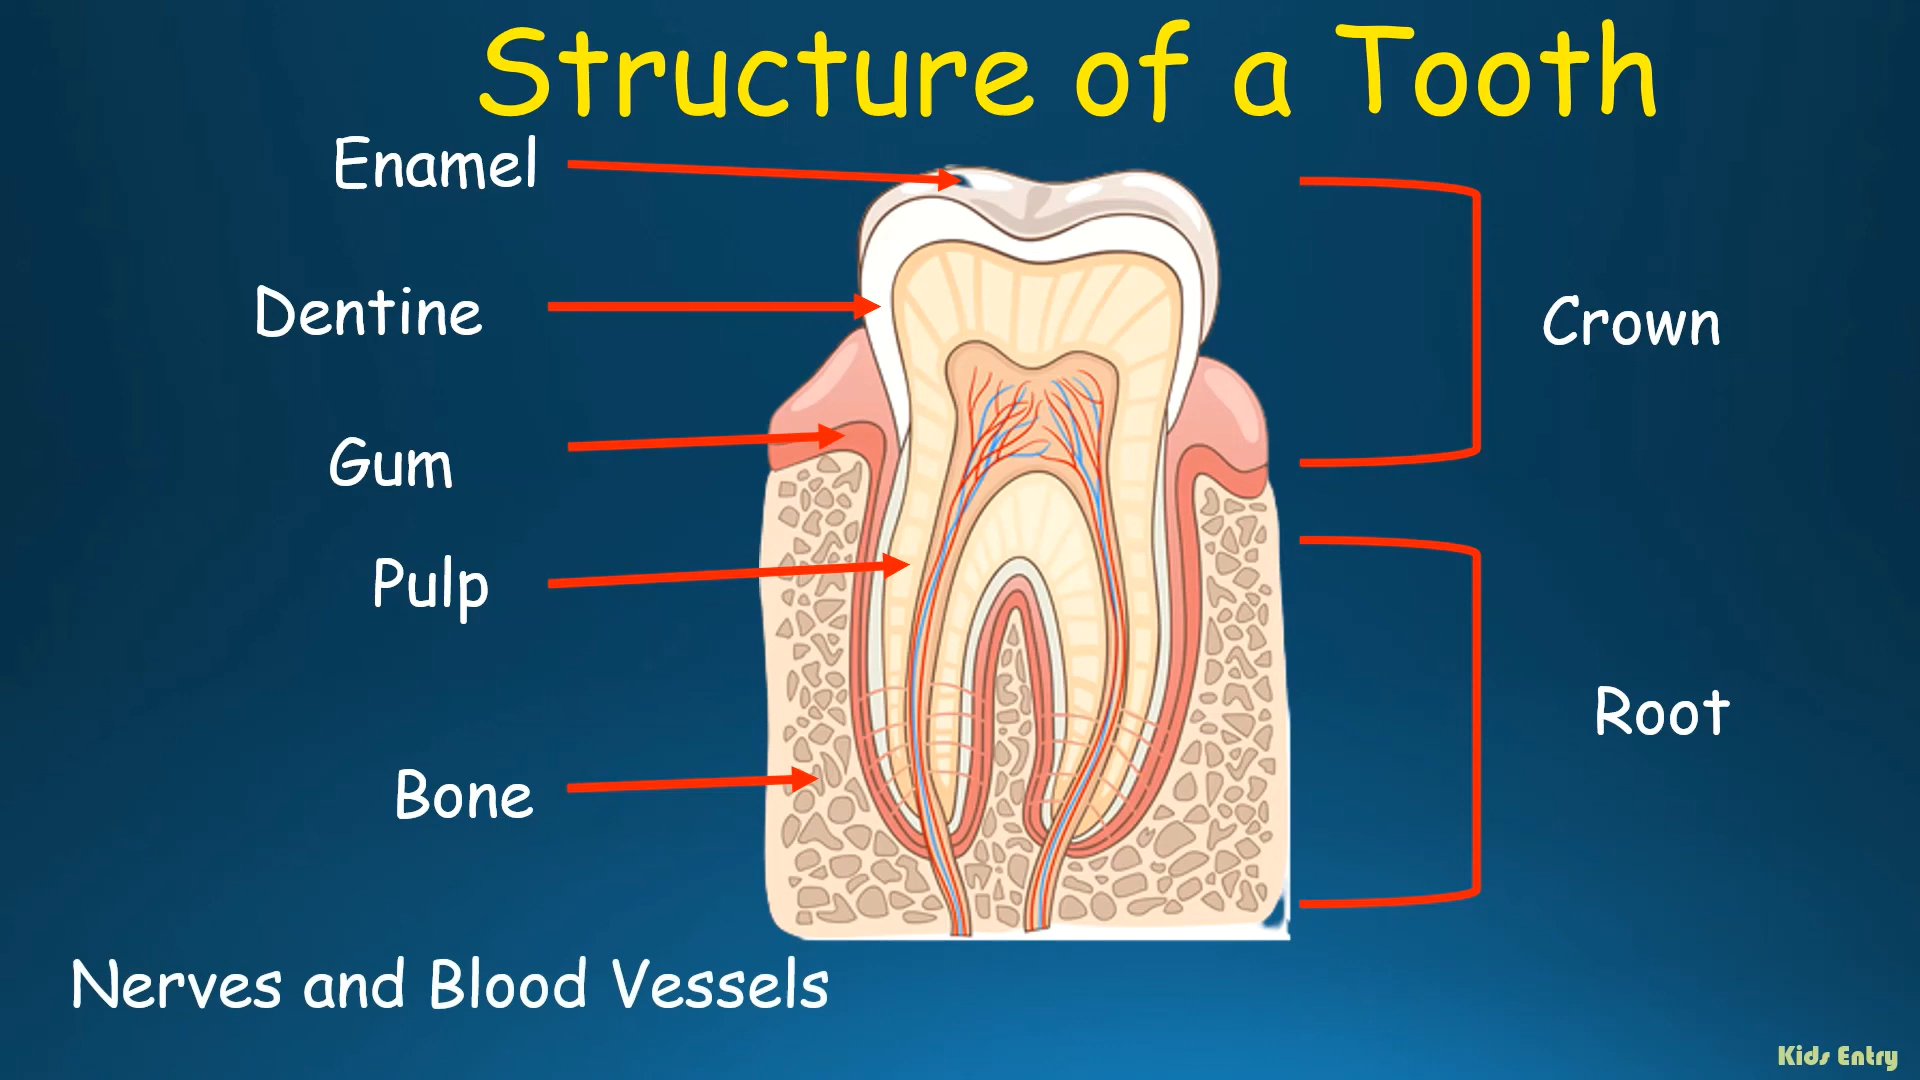 Structure of a Tooth
Enamel
Dentine
Crown
Gum
Pulp
Root
Bone
Nerves and Blood Vessels
Kids Entry